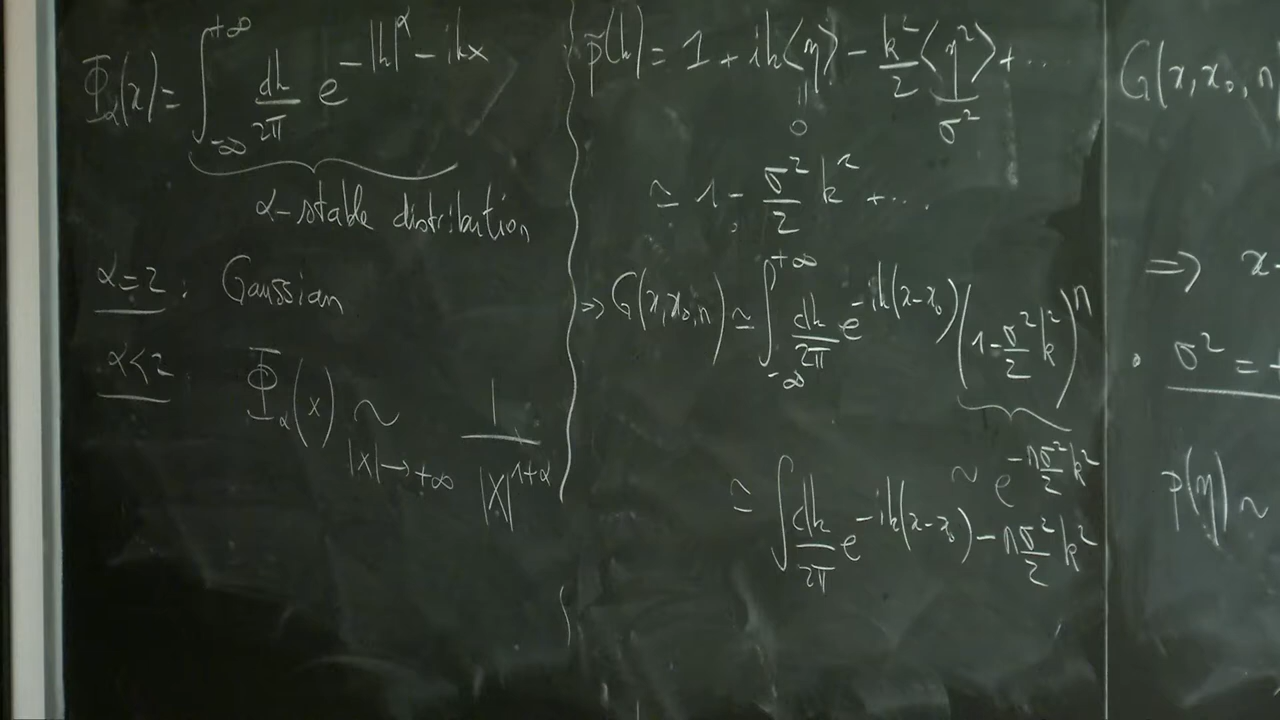 Φ_α(x) = ∫_{-∞}^{+∞} dk/2π e^{-|k|^α - ikx}
α-stable distribution
α=2 : Gaussian
α<2 Φ_α(x) ~_{|x|→+∞} 1/|x|^{1+α}
p̃(k) = 1 + ik⟨η⟩ - k²/2 ⟨η²⟩ + ....
= 0 σ²
≃ 1 - σ²/2 k² + ...
⇒ G(x,x₀,n) ≃ ∫_{-∞}^{+∞} dk/2π e^{-ik(x-x₀)} (1 - σ²/2 k²)^n
~ e^{-nσ²/2 k²}
≃ ∫ dk/2π e^{-ik(x-x₀) - nσ²/2 k²}
G(x,x₀,n
⇒ x-
• σ² = +
p(η) ~